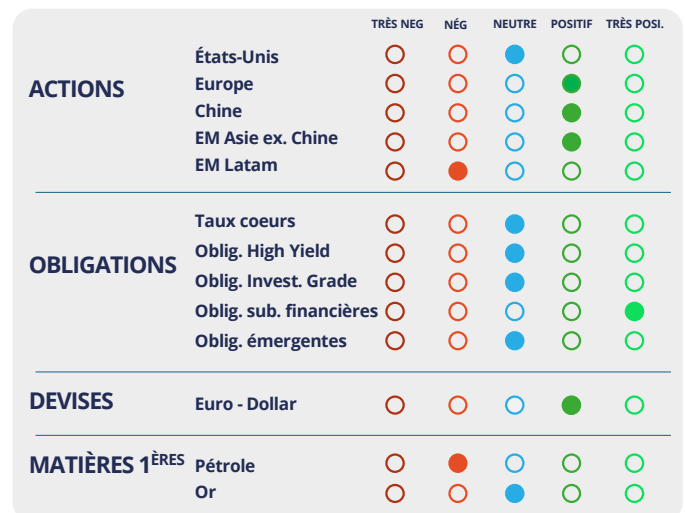 TRÈS NEG NÉG NEUTRE POSITIF TRÈS POSI.
ACTIONS
États-Unis
Europe
Chine
EM Asie ex. Chine
EM Latam
OBLIGATIONS
Taux coeurs
Oblig. High Yield
Oblig. Invest. Grade
Oblig. sub. financières
Oblig. émergentes
DEVISES
Euro - Dollar
MATIÈRES 1ÈRES
Pétrole
Or